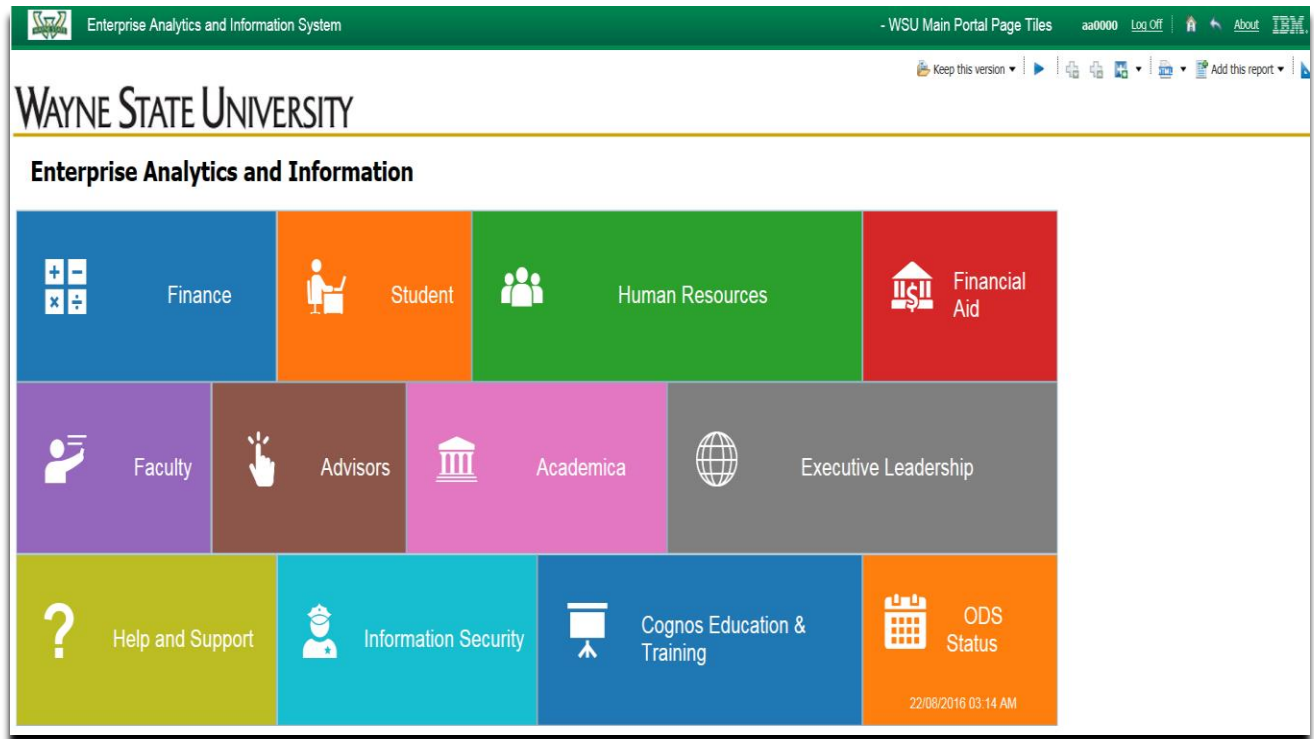 Enterprise Analytics and Information System
- WSU Main Portal Page Tiles aa0000 Log Off About IBM.
Keep this version Add this report
WAYNE STATE UNIVERSITY
Enterprise Analytics and Information
Finance
Student
Human Resources
Financial
Aid
Faculty
Advisors
Academica
Executive Leadership
Help and Support
Information Security
Cognos Education &
Training
ODS
Status
22/08/2016 03:14 AM